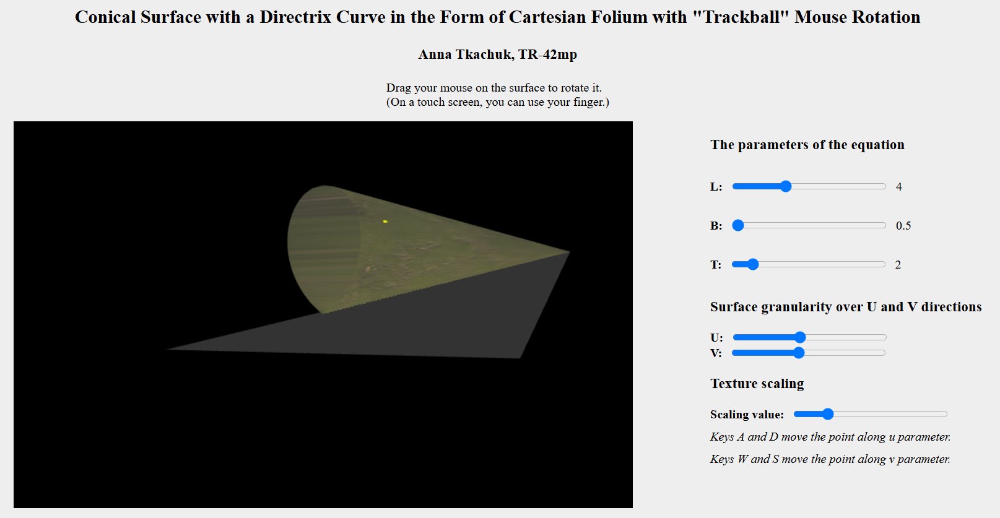 Conical Surface with a Directrix Curve in the Form of Cartesian Folium with "Trackball" Mouse Rotation
Anna Tkachuk, TR-42mp
Drag your mouse on the surface to rotate it.
(On a touch screen, you can use your finger.)
The parameters of the equation
L: 4
B: 0.5
T: 2
Surface granularity over U and V directions
U:
V:
Texture scaling
Scaling value:
Keys A and D move the point along u parameter.
Keys W and S move the point along v parameter.